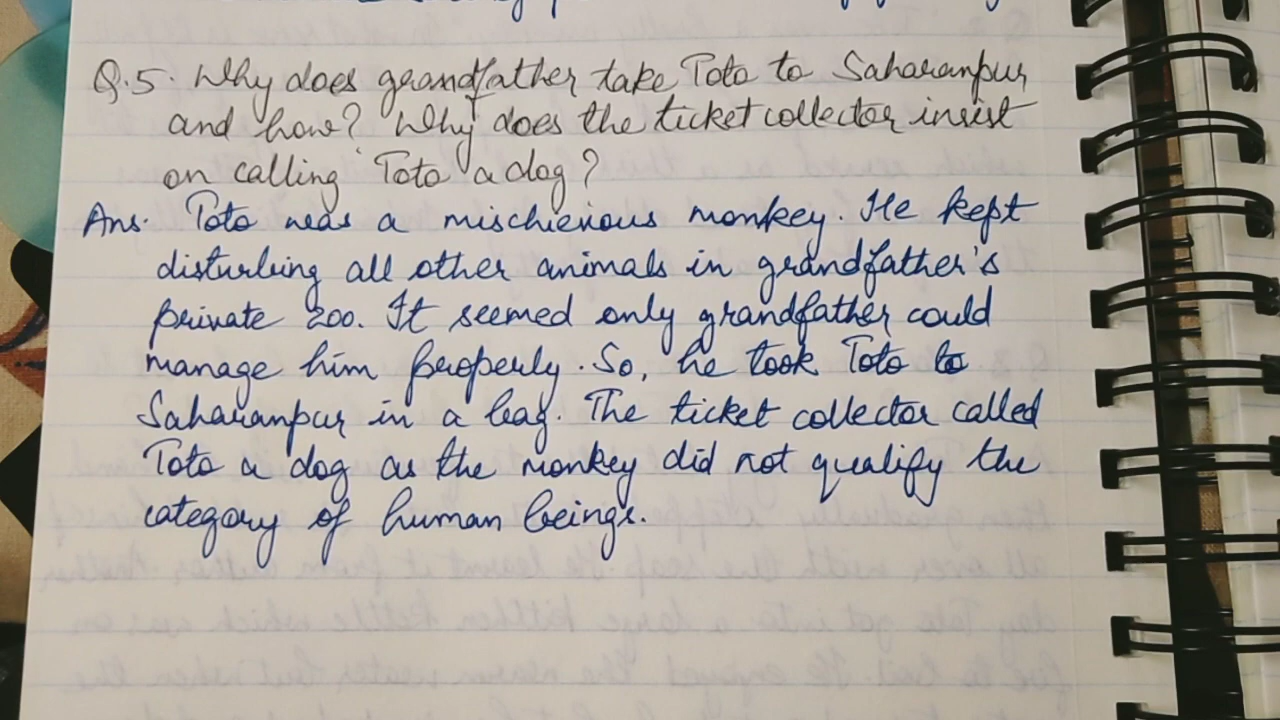 Q.5. Why does grandfather take Toto to Saharanpur
and how? Why does the ticket collector insist
on calling Toto a dog?
Ans. Toto was a mischievous monkey. He kept
disturbing all other animals in grandfather's
private zoo. It seemed only grandfather could
manage him properly. So, he took Toto to
Saharanpur in a bag. The ticket collector called
Toto a dog as the monkey did not qualify the
category of human beings.